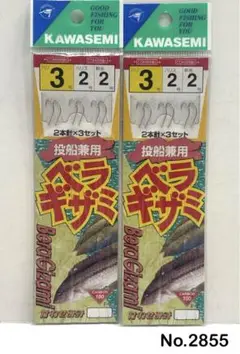 GOOD
FISHING
FOR
YOU
KAWASEMI
3 2 2
2本針×3セット
投船兼用
ベラ
ギザミ
Bera Gizami
GOOD
FISHING
FOR
YOU
KAWASEMI
3 2 2
2本針×3セット
投船兼用
ベラ
ギザミ
Bera Gizami
No.2855